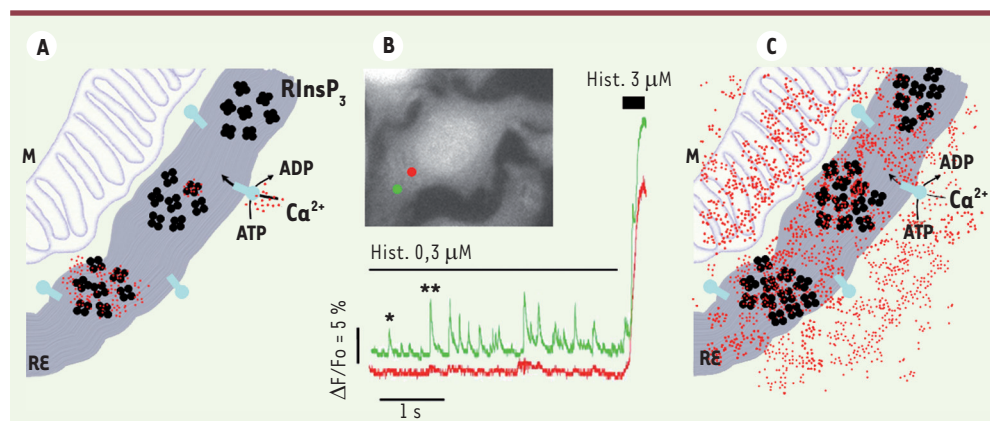 A
RInsP3
M
ADP
Ca2+
ATP
RE
B
Hist. 3 µM
Hist. 0,3 µM
*
**
ΔF/Fo = 5 %
1 s
C
M
ADP
Ca2+
ATP
RE